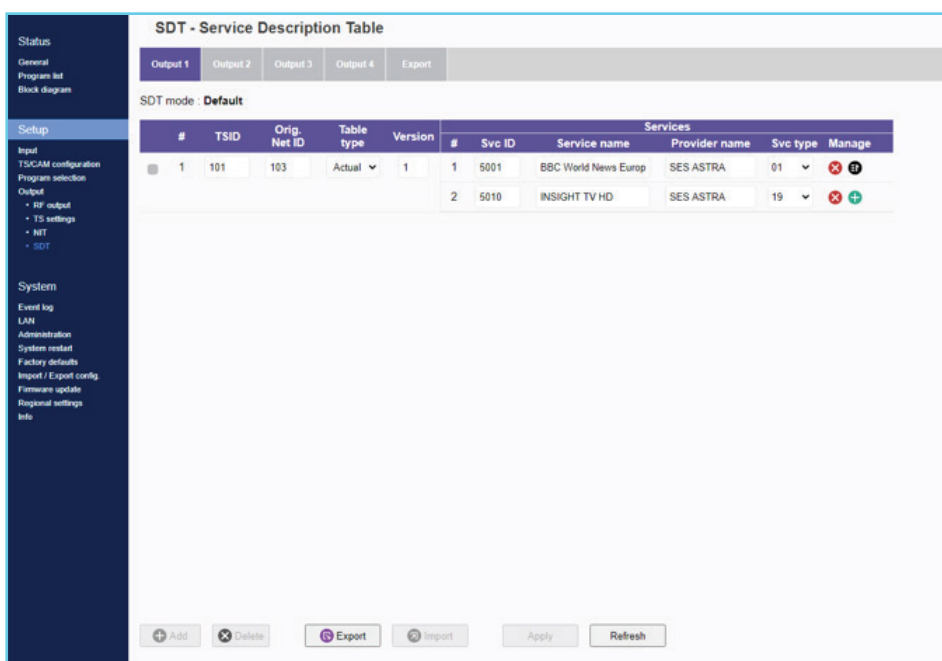 SDT - Service Description Table
Status
General
Program list
Block diagram
Setup
Input
TS/CAM configuration
Program selection
Output
• RF output
• TS settings
• NIT
• SDT
System
Event log
LAN
Administration
System restart
Factory defaults
Import / Export config.
Firmware update
Regional settings
Info
Output 1 Output 2 Output 3 Output 4 Export
SDT mode : Default
# TSID Orig. Net ID Table type Version Services
# Svc ID Service name Provider name Svc type Manage
1 101 103 Actual 1 1 5001 BBC World News Europ SES ASTRA 01
2 5010 INSIGHT TV HD SES ASTRA 19
Add Delete Export Import Apply Refresh